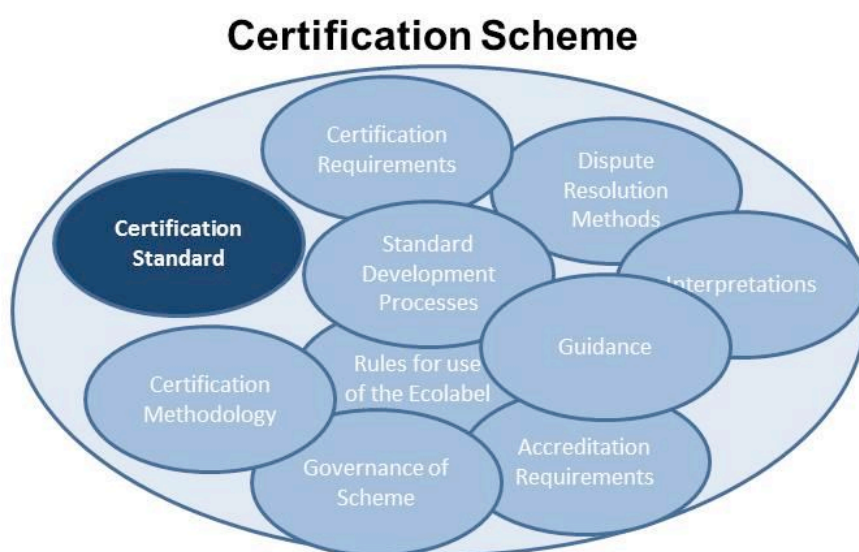 Certification Scheme
Certification
Requirements
Dispute
Resolution
Methods
Certification
Standard
Standard
Development
Processes
Interpretations
Guidance
Rules for use
of the Ecolabel
Certification
Methodology
Governance of
Scheme
Accreditation
Requirements